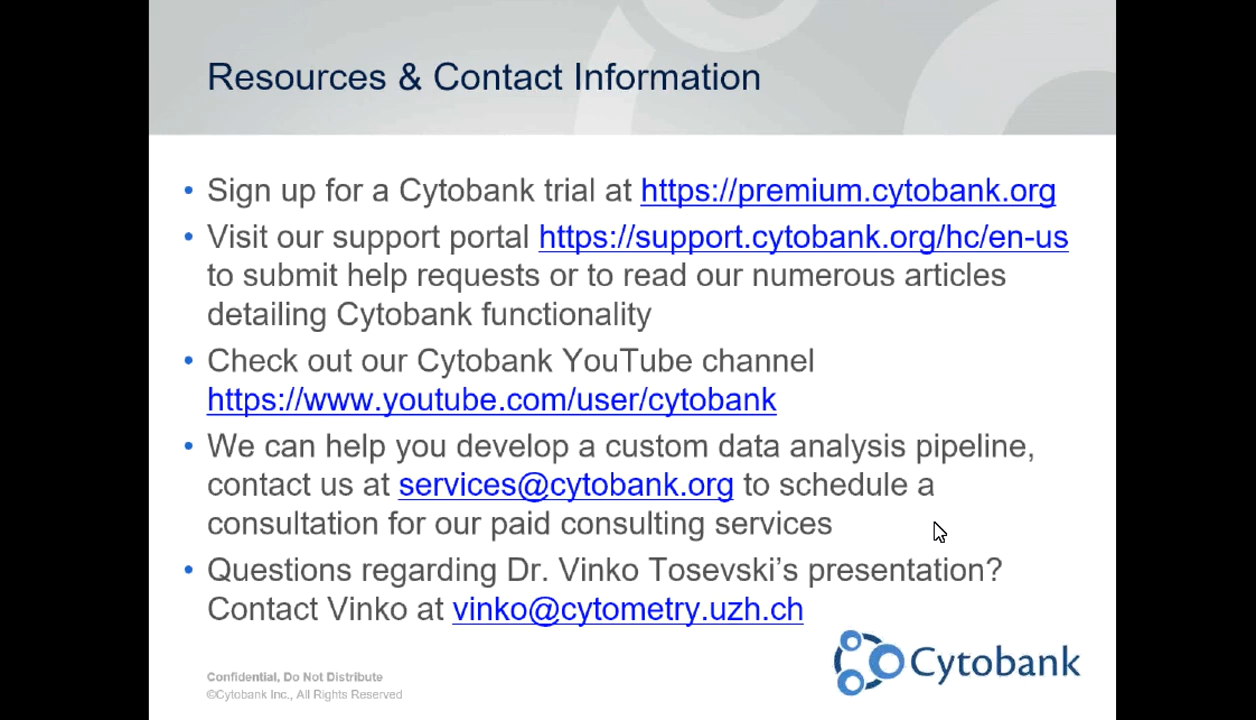 Resources & Contact Information
• Sign up for a Cytobank trial at https://premium.cytobank.org
• Visit our support portal https://support.cytobank.org/hc/en-us
to submit help requests or to read our numerous articles
detailing Cytobank functionality
• Check out our Cytobank YouTube channel
https://www.youtube.com/user/cytobank
• We can help you develop a custom data analysis pipeline,
contact us at services@cytobank.org to schedule a
consultation for our paid consulting services
• Questions regarding Dr. Vinko Tosevski’s presentation?
Contact Vinko at vinko@cytometry.uzh.ch
Cytobank
Confidential, Do Not Distribute
©Cytobank Inc., All Rights Reserved